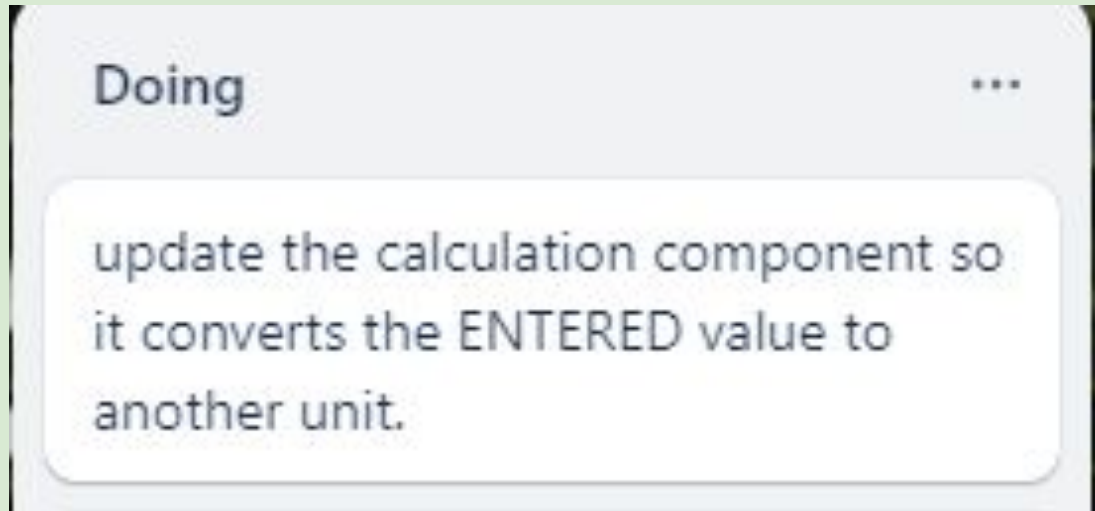 Doing
update the calculation component so
it converts the ENTERED value to
another unit.